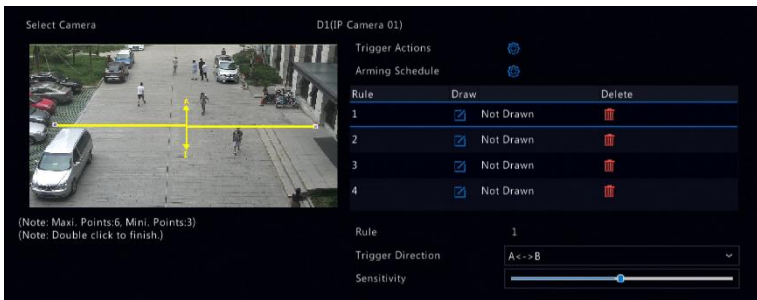 Select Camera D1(IP Camera 01)
Trigger Actions
Arming Schedule
Rule Draw Delete
1 Not Drawn
2 Not Drawn
3 Not Drawn
4 Not Drawn
A
(Note: Maxi. Points:6, Mini. Points:3)
(Note: Double click to finish.)
Rule 1
Trigger Direction A<->B
Sensitivity